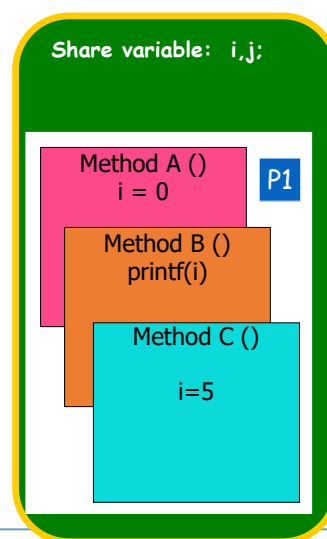 Share variable: i,j;
Method A ()
i = 0
P1
Method B ()
printf(i)
Method C ()
i=5